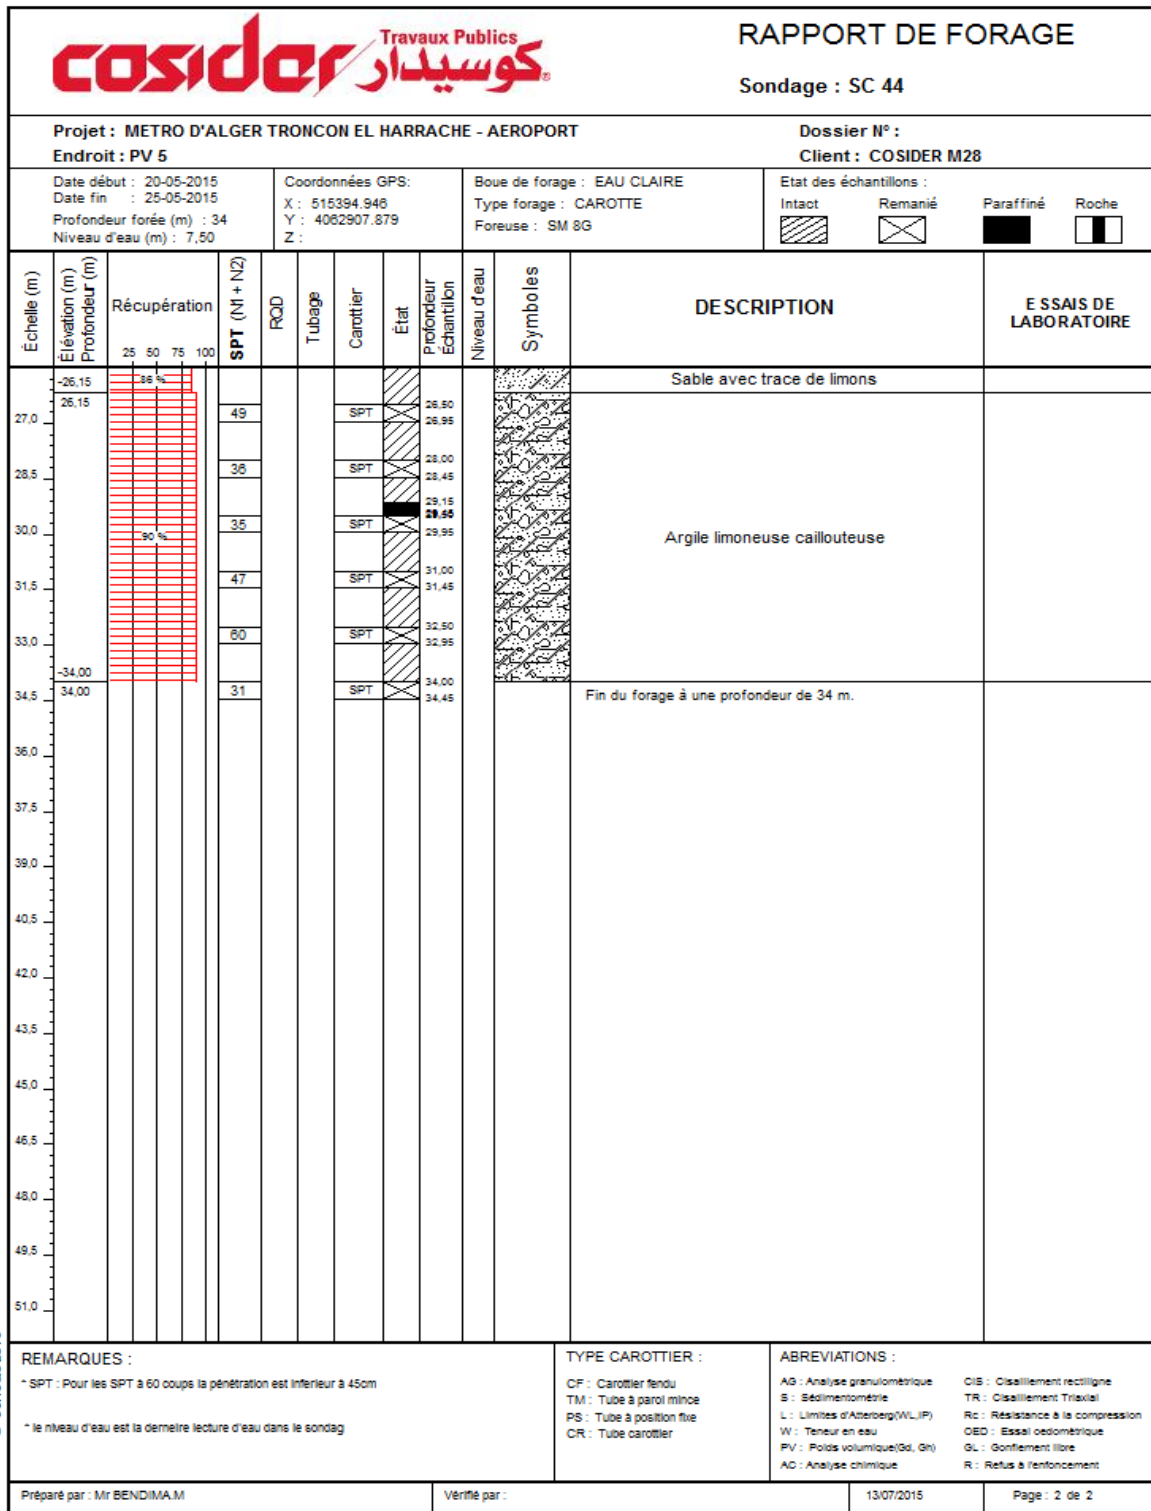 cosider
Travaux Publics
كوسيدار
RAPPORT DE FORAGE
Sondage : SC 44
Projet : METRO D'ALGER TRONCON EL HARRACHE - AEROPORT
Dossier N° :
Endroit : PV 5
Client : COSIDER M28
Date début : 20-05-2015
Date fin : 25-05-2015
Profondeur forée (m) : 34
Niveau d'eau (m) : 7,50
Coordonnées GPS:
X : 515394.946
Y : 4062907.879
Z :
Boue de forage : EAU CLAIRE
Type forage : CAROTTE
Foreuse : SM 8G
Etat des échantillons :
Intact Remanié Paraffiné Roche
Échelle (m)
Élévation (m)
Profondeur (m)
Récupération
25 50 75 100
SPT (N1 + N2)
RQD
Tubage
Carottier
État
Profondeur
Échantillon
Niveau d'eau
Symboles
DESCRIPTION
ESSAIS DE
LABORATOIRE
-26,15 86 % Sable avec trace de limons
26,15
26,50
27,0 49 SPT
26,95
28,00
28,5 36 SPT
28,45
29,15
30,0 90 % 35 SPT
29,95
Argile limoneuse caillouteuse
31,00
31,5 47 SPT
31,45
32,50
33,0 60 SPT
32,95
-34,00
34,00
34,5 34,00 31 SPT
34,45
Fin du forage à une profondeur de 34 m.
36,0
37,5
39,0
40,5
42,0
43,5
45,0
46,5
48,0
49,5
51,0
REMARQUES :
* SPT : Pour les SPT à 60 coups la pénétration est inferieur à 45cm
* le niveau d'eau est la derneire lecture d'eau dans le sondag
TYPE CAROTTIER :
CF : Carottier fendu
TM : Tube à paroi mince
PS : Tube à position fixe
CR : Tube carottier
ABREVIATIONS :
AG : Analyse granulométrique
S : Sédimentométrie
L : Limites d'Atterberg(WL,IP)
W : Teneur en eau
PV : Poids volumique(Gd, Gh)
AC : Analyse chimique
CIS : Cisaillement rectiligne
TR : Cisaillement Triaxial
Rc : Résistance à la compression
OED : Essai oedométrique
GL : Gonflement libre
R : Refus à l'enfoncement
Préparé par : Mr BENDIMA.M
Vérifié par :
13/07/2015
Page : 2 de 2